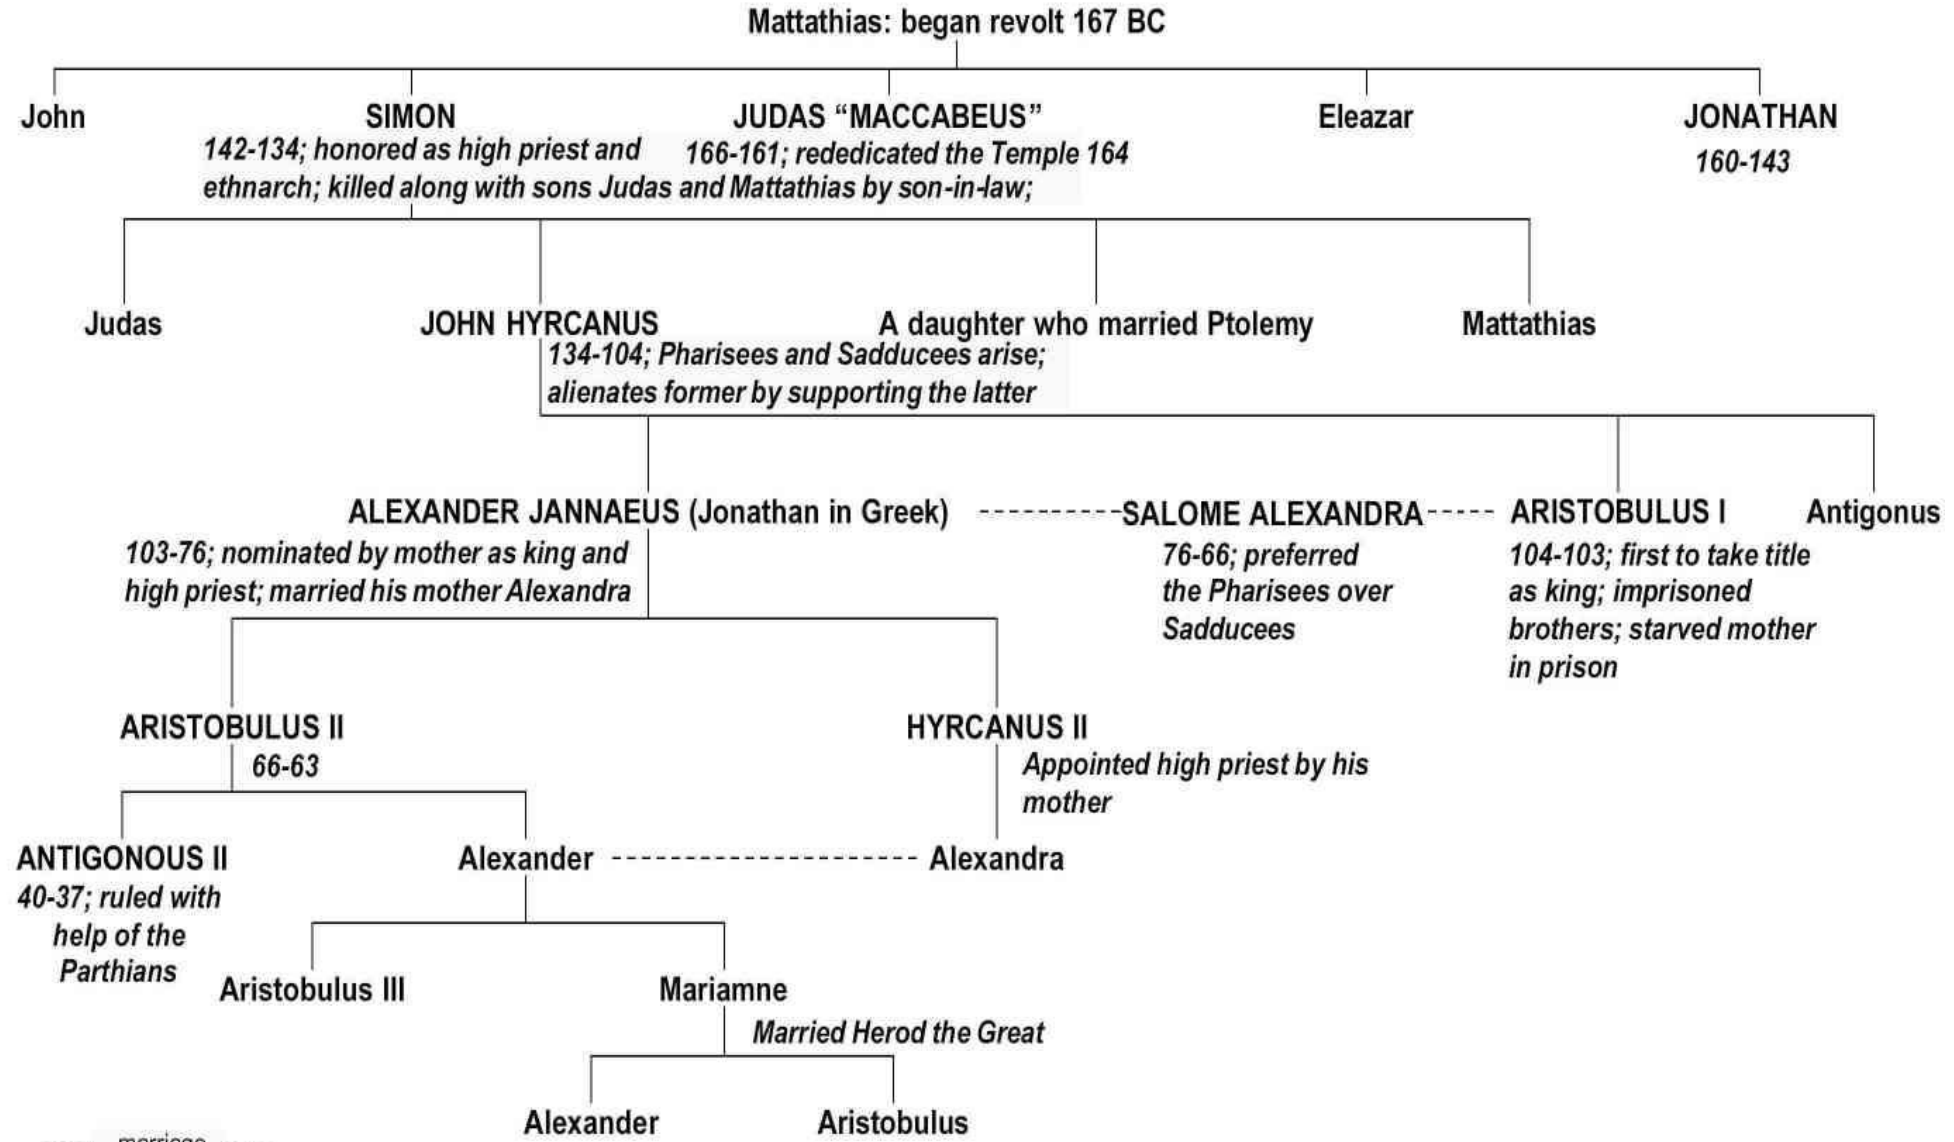 Mattathias: began revolt 167 BC
John
SIMON
JUDAS “MACCABEUS”
Eleazar
JONATHAN
142-134; honored as high priest and
ethnarch; killed along with sons Judas and Mattathias by son-in-law;
166-161; rededicated the Temple 164
160-143
Judas
JOHN HYRCANUS
A daughter who married Ptolemy
Mattathias
134-104; Pharisees and Sadducees arise;
alienates former by supporting the latter
ALEXANDER JANNAEUS (Jonathan in Greek)
SALOME ALEXANDRA
ARISTOBULUS I
Antigonus
103-76; nominated by mother as king and
high priest; married his mother Alexandra
76-66; preferred
the Pharisees over
Sadducees
104-103; first to take title
as king; imprisoned
brothers; starved mother
in prison
ARISTOBULUS II
66-63
HYRCANUS II
Appointed high priest by his
mother
ANTIGONOUS II
40-37; ruled with
help of the
Parthians
Alexander
Alexandra
Aristobulus III
Mariamne
Married Herod the Great
Alexander
Aristobulus
marriage